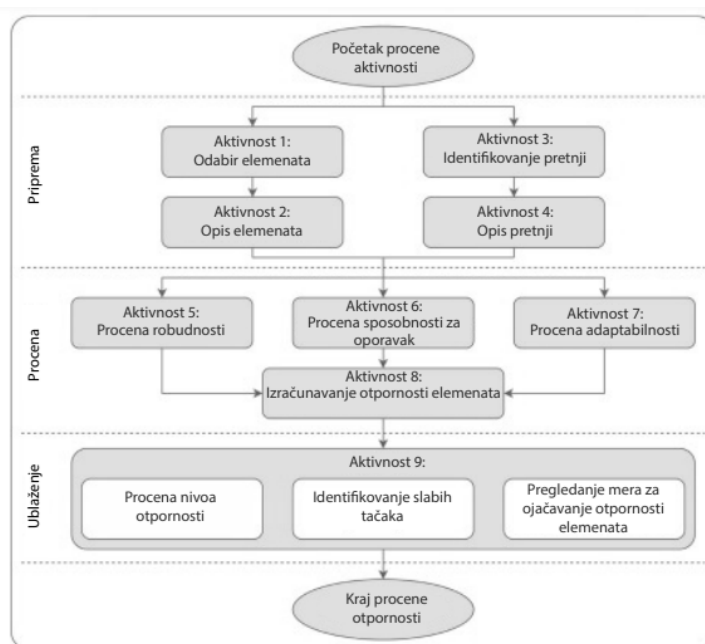 Početak procene
aktivnosti
Priprema
Aktivnost 1:
Odabir elemenata
Aktivnost 3:
Identifikovanje pretnji
Aktivnost 2:
Opis elemenata
Aktivnost 4:
Opis pretnji
Procena
Aktivnost 5:
Procena robudnosti
Aktivnost 6:
Procena sposobnosti za
oporavak
Aktivnost 7:
Procena adaptabilnosti
Aktivnost 8:
Izračunavanje otpornosti elemenata
Ublaženje
Aktivnost 9:
Procena nivoa
otpornosti
Identifikovanje slabih
tačaka
Pregledanje mera za
ojačavanje otpornosti
elemenata
Kraj procene
otpornosti